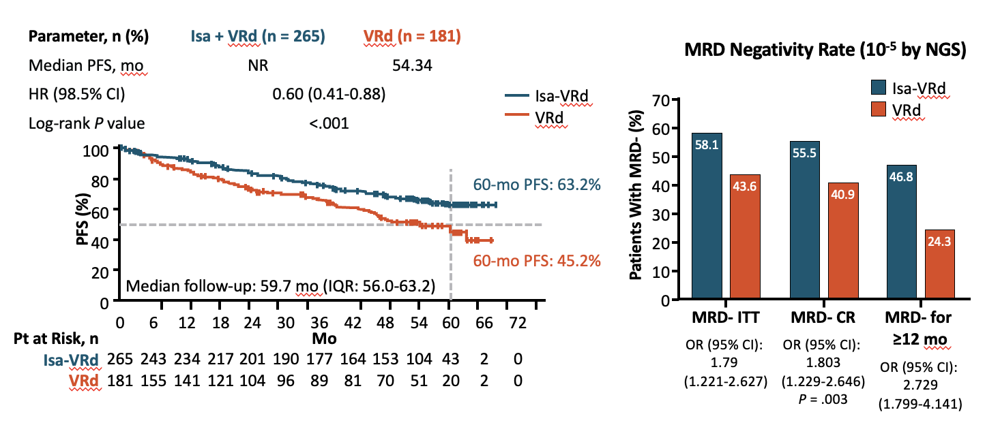 Parameter, n (%) Isa + VRd (n = 265) VRd (n = 181)
Median PFS, mo NR 54.34
HR (98.5% CI) 0.60 (0.41-0.88)
Log-rank P value <.001
Isa-VRd
VRd
PFS (%)
100
80
60
40
20
0
60-mo PFS: 63.2%
60-mo PFS: 45.2%
Median follow-up: 59.7 mo (IQR: 56.0-63.2)
0 6 12 18 24 30 36 42 48 54 60 66 72
Mo
Pt at Risk, n
Isa-VRd 265 243 234 217 201 190 177 164 153 104 43 2 0
VRd 181 155 141 121 104 96 89 81 70 51 20 2 0
MRD Negativity Rate (10-5 by NGS)
Isa-VRd
VRd
Patients With MRD- (%)
70
60
50
40
30
20
10
0
58.1
43.6
55.5
40.9
46.8
24.3
MRD- ITT
OR (95% CI):
1.79
(1.221-2.627)
MRD- CR
OR (95% CI):
1.803
(1.229-2.646)
P = .003
MRD- for
≥12 mo
OR (95% CI):
2.729
(1.799-4.141)